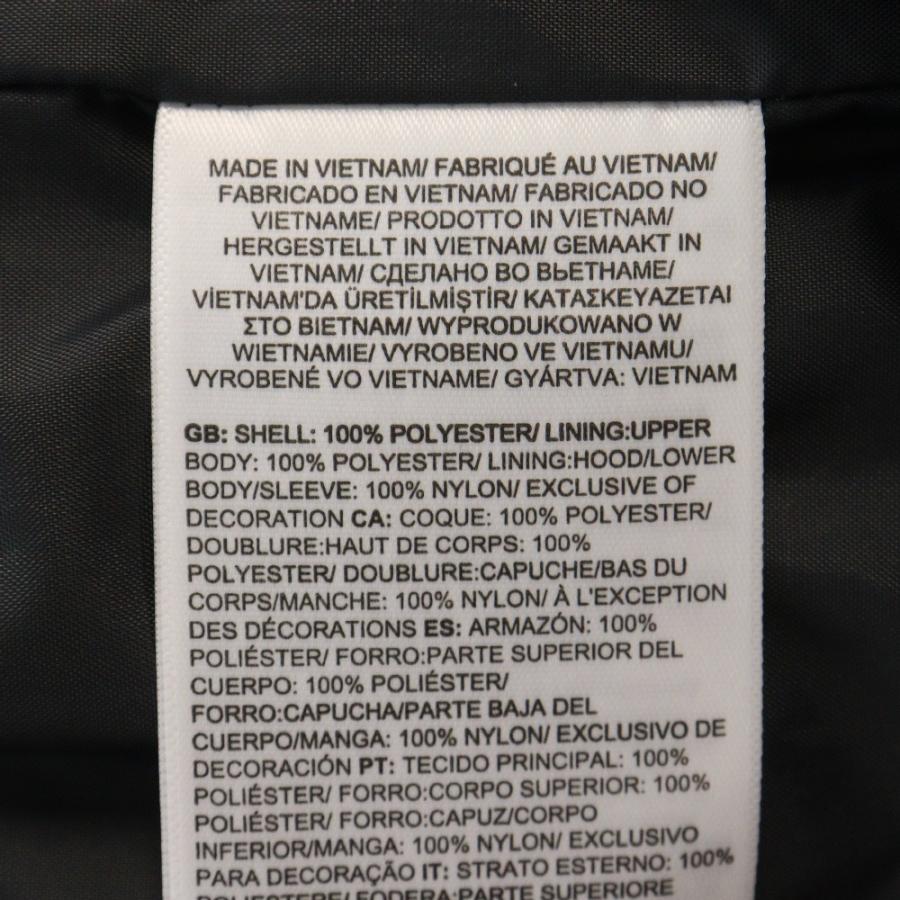 MADE IN VIETNAM/ FABRIQUÉ AU VIETNAM/
FABRICADO EN VIETNAM/ FABRICADO NO
VIETNAME/ PRODOTTO IN VIETNAM/
HERGESTELLT IN VIETNAM/ GEMAAKT IN
VIETNAM/ СДЕЛАНО ВО ВЬЕТНАМЕ/
VİETNAM'DA ÜRETİLMİŞTİR/ ΚΑΤΑΣΚΕΥΑΖΕΤΑΙ
ΣΤΟ ΒΙΕΤΝΑΜ/ WYPRODUKOWANO W
WIETNAMIE/ VYROBENO VE VIETNAMU/
VYROBENÉ VO VIETNAME/ GYÁRTVA: VIETNAM
GB: SHELL: 100% POLYESTER/ LINING:UPPER
BODY: 100% POLYESTER/ LINING:HOOD/LOWER
BODY/SLEEVE: 100% NYLON/ EXCLUSIVE OF
DECORATION CA: COQUE: 100% POLYESTER/
DOUBLURE:HAUT DE CORPS: 100%
POLYESTER/ DOUBLURE:CAPUCHE/BAS DU
CORPS/MANCHE: 100% NYLON/ À L'EXCEPTION
DES DÉCORATIONS ES: ARMAZÓN: 100%
POLIÉSTER/ FORRO:PARTE SUPERIOR DEL
CUERPO: 100% POLIÉSTER/
FORRO:CAPUCHA/PARTE BAJA DEL
CUERPO/MANGA: 100% NYLON/ EXCLUSIVO DE
DECORACIÓN PT: TECIDO PRINCIPAL: 100%
POLIÉSTER/ FORRO:CORPO SUPERIOR: 100%
POLIÉSTER/ FORRO:CAPUZ/CORPO
INFERIOR/MANGA: 100% NYLON/ EXCLUSIVO
PARA DECORAÇÃO IT: STRATO ESTERNO: 100%
POLIESTERE/ FODERA:PARTE SUPERIORE